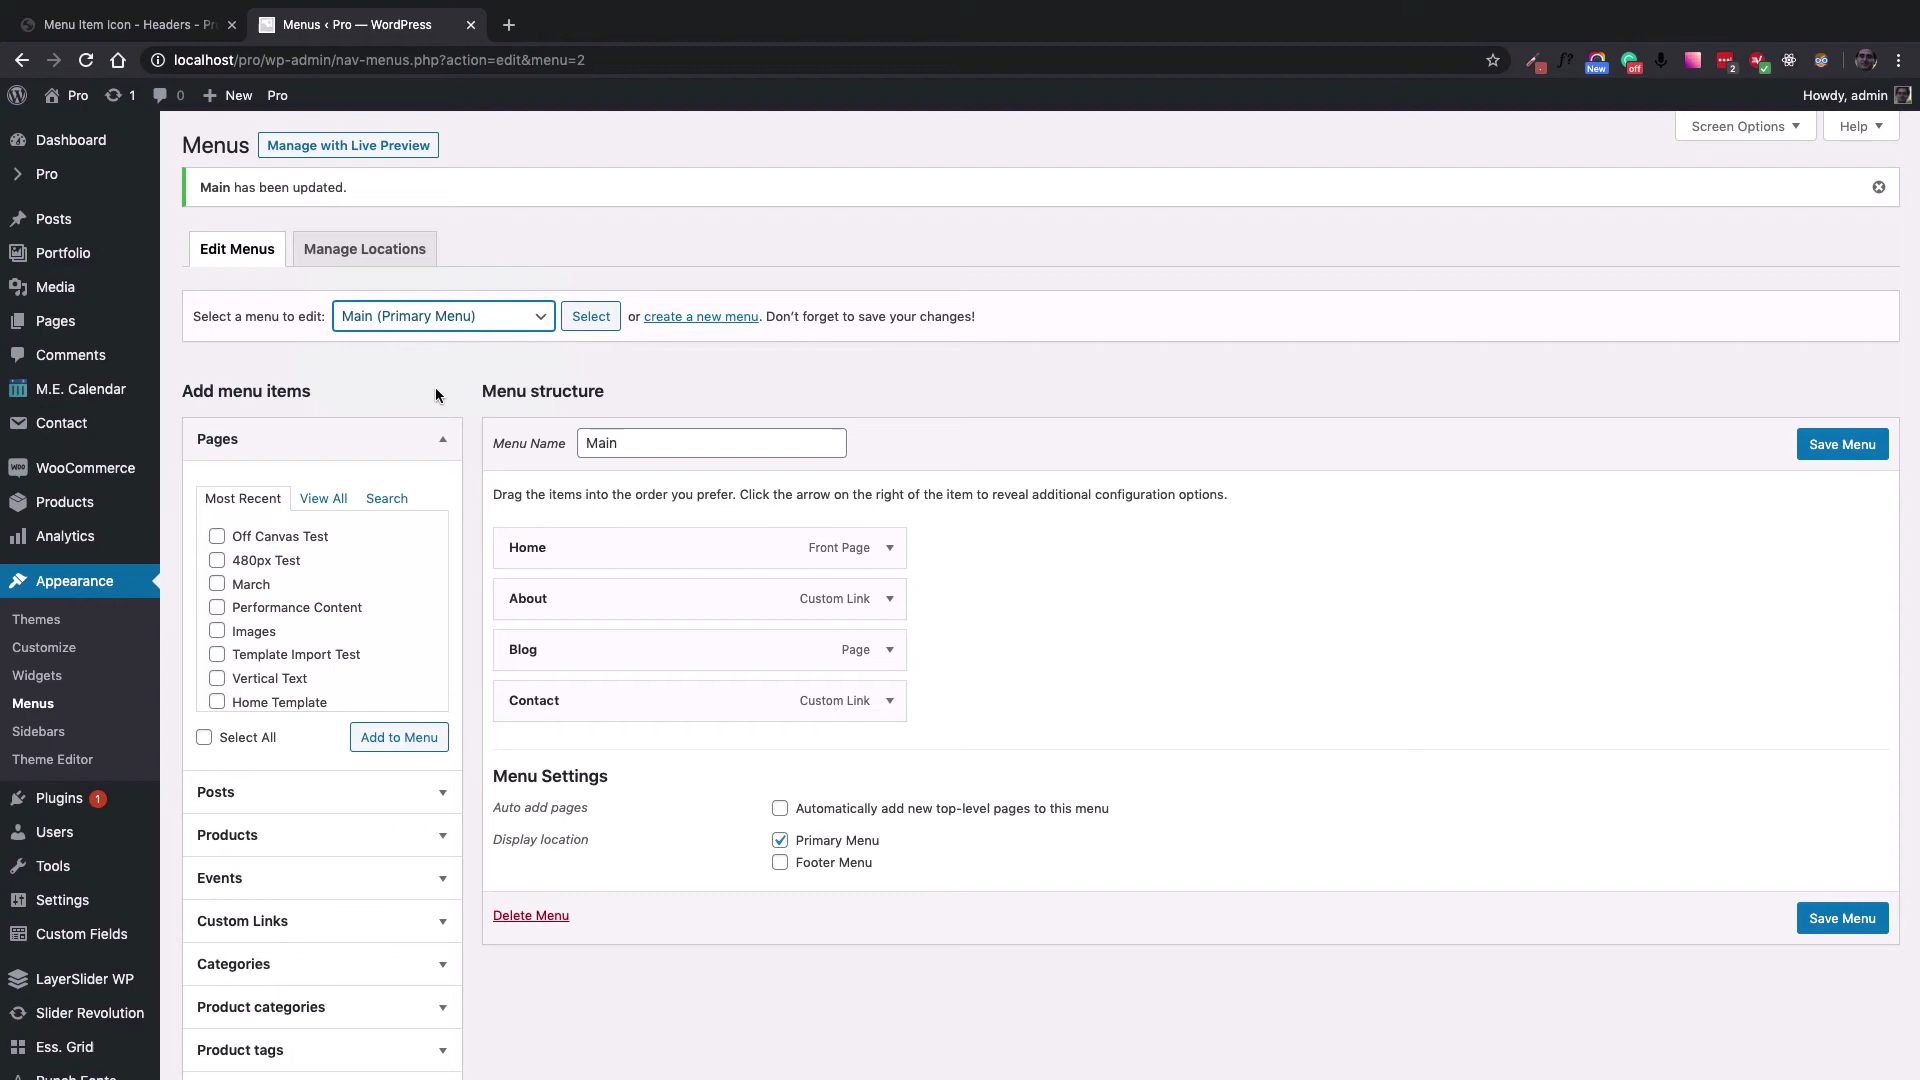 Menu Item Icon - Headers - Pr
Menus ‹ Pro — WordPress
localhost/pro/wp-admin/nav-menus.php?action=edit&menu=2
f?
New
off
2
Pro
1
0
New
Pro
Howdy, admin
Dashboard
Pro
Posts
Portfolio
Media
Pages
Comments
M.E. Calendar
Contact
WooCommerce
Products
Analytics
Appearance
Themes
Customize
Widgets
Menus
Sidebars
Theme Editor
Plugins 1
Users
Tools
Settings
Custom Fields
LayerSlider WP
Slider Revolution
Ess. Grid
Punch Fonts
Screen Options
Help
Menus
Manage with Live Preview
Main has been updated.
Edit Menus
Manage Locations
Select a menu to edit: Main (Primary Menu) Select or create a new menu. Don’t forget to save your changes!
Add menu items
Pages
Most Recent View All Search
Off Canvas Test
480px Test
March
Performance Content
Images
Template Import Test
Vertical Text
Home Template
Select All
Add to Menu
Posts
Products
Events
Custom Links
Categories
Product categories
Product tags
Menu structure
Menu Name Main
Save Menu
Drag the items into the order you prefer. Click the arrow on the right of the item to reveal additional configuration options.
Home Front Page
About Custom Link
Blog Page
Contact Custom Link
Menu Settings
Auto add pages Automatically add new top-level pages to this menu
Display location Primary Menu
Footer Menu
Delete Menu
Save Menu